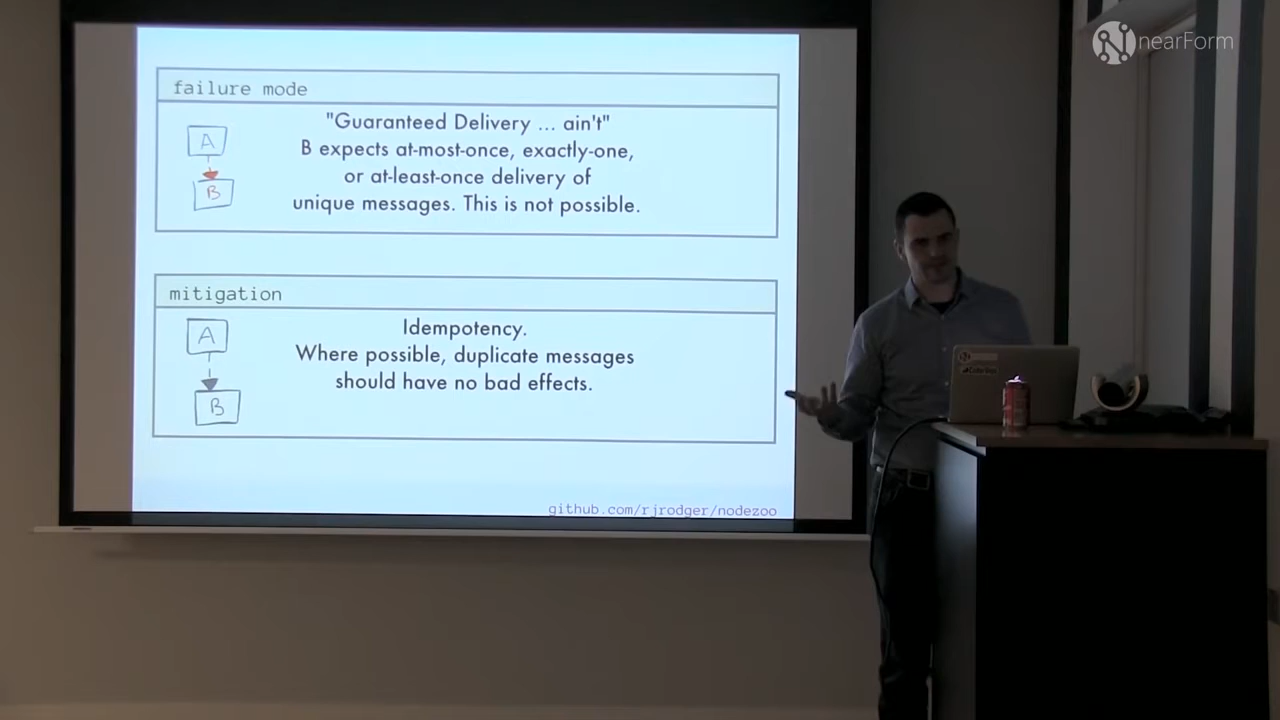 nearForm
failure mode
A
B
"Guaranteed Delivery ... ain't"
B expects at-most-once, exactly-one,
or at-least-once delivery of
unique messages. This is not possible.
mitigation
A
B
Idempotency.
Where possible, duplicate messages
should have no bad effects.
github.com/rjrodger/nodezoo